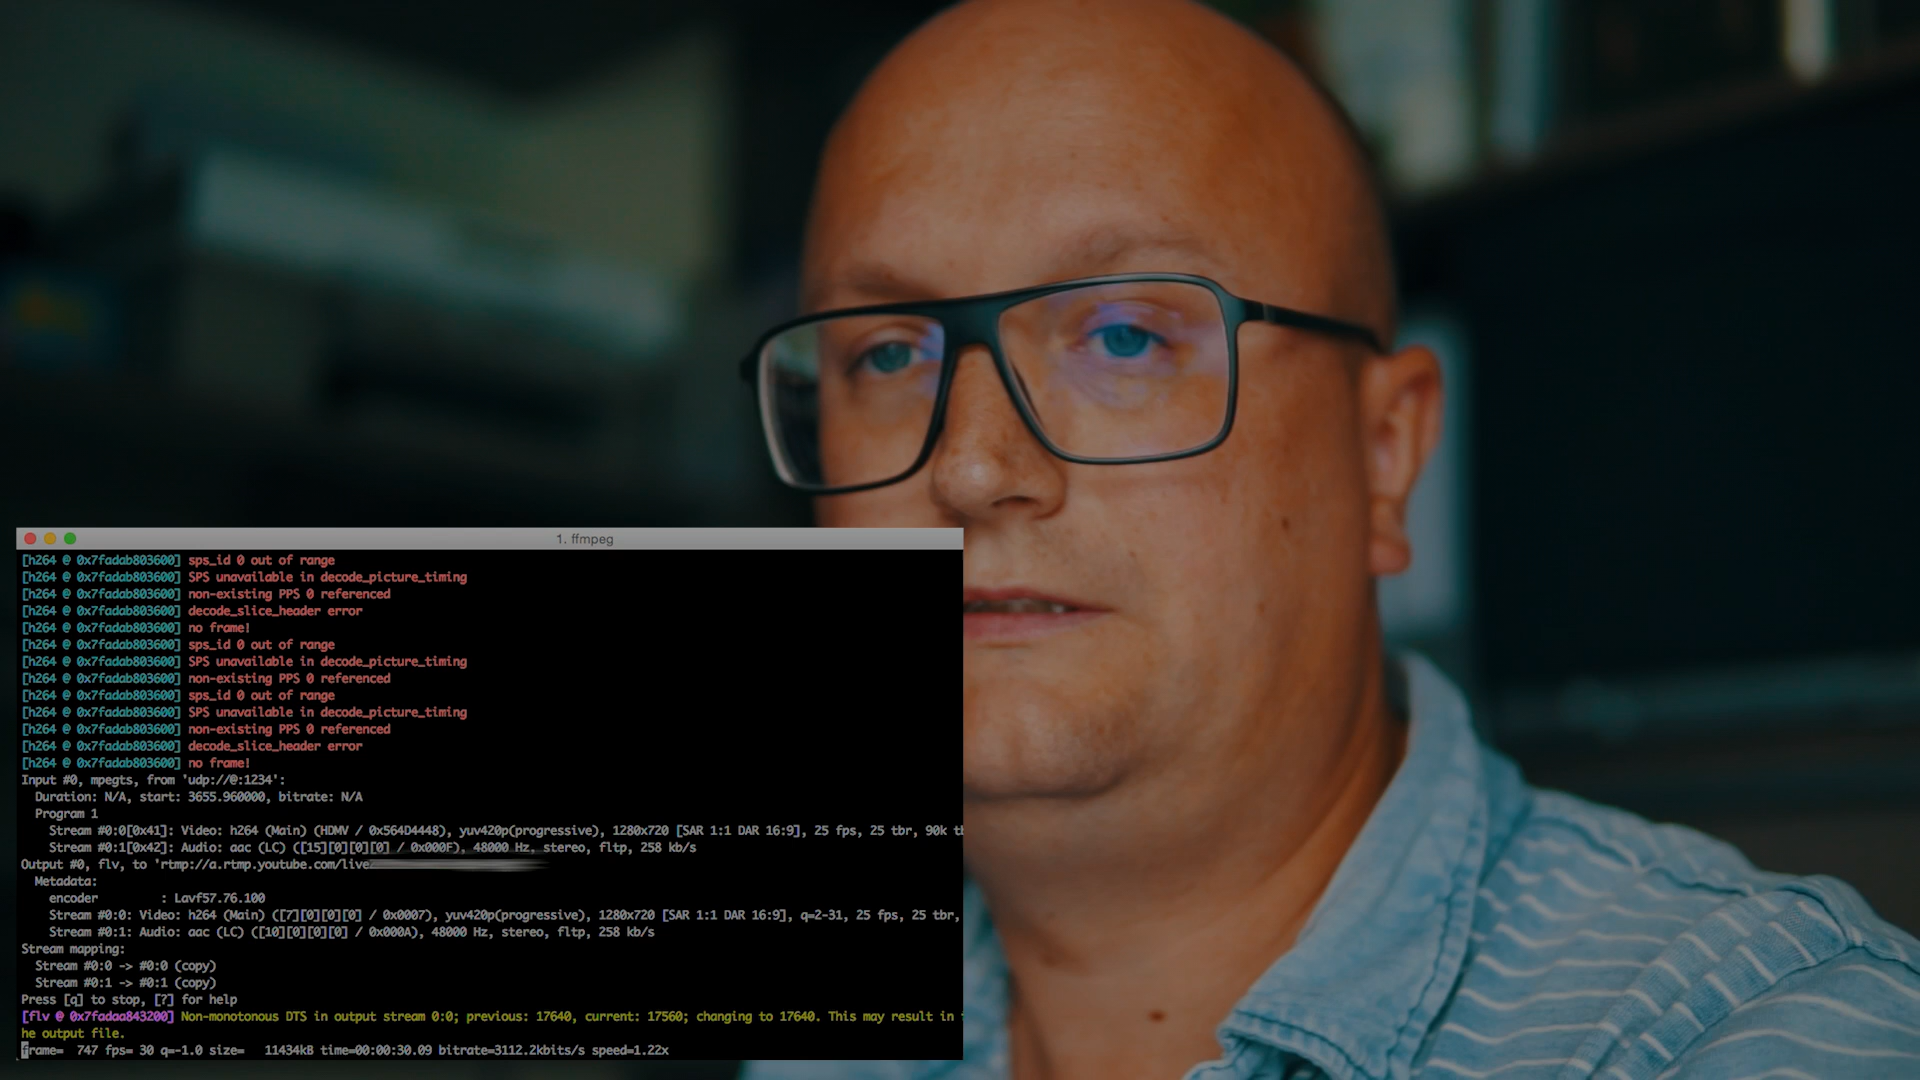 1. ffmpeg
[h264 @ 0x7fadab803600] sps_id 0 out of range
[h264 @ 0x7fadab803600] SPS unavailable in decode_picture_timing
[h264 @ 0x7fadab803600] non-existing PPS 0 referenced
[h264 @ 0x7fadab803600] decode_slice_header error
[h264 @ 0x7fadab803600] no frame!
[h264 @ 0x7fadab803600] sps_id 0 out of range
[h264 @ 0x7fadab803600] SPS unavailable in decode_picture_timing
[h264 @ 0x7fadab803600] non-existing PPS 0 referenced
[h264 @ 0x7fadab803600] sps_id 0 out of range
[h264 @ 0x7fadab803600] SPS unavailable in decode_picture_timing
[h264 @ 0x7fadab803600] non-existing PPS 0 referenced
[h264 @ 0x7fadab803600] decode_slice_header error
[h264 @ 0x7fadab803600] no frame!
Input #0, mpegts, from 'udp://@:1234':
Duration: N/A, start: 3655.960000, bitrate: N/A
Program 1
Stream #0:0[0x41]: Video: h264 (Main) (HDMV / 0x564D4448), yuv420p(progressive), 1280x720 [SAR 1:1 DAR 16:9], 25 fps, 25 tbr, 90k
Stream #0:1[0x42]: Audio: aac (LC) ([15][0][0][0] / 0x000F), 48000 Hz, stereo, fltp, 258 kb/s
Output #0, flv, to 'rtmp://a.rtmp.youtube.com/live
Metadata:
encoder : Lavf57.76.100
Stream #0:0: Video: h264 (Main) ([7][0][0][0] / 0x0007), yuv420p(progressive), 1280x720 [SAR 1:1 DAR 16:9], q=2-31, 25 fps, 25 tbr,
Stream #0:1: Audio: aac (LC) ([10][0][0][0] / 0x000A), 48000 Hz, stereo, fltp, 258 kb/s
Stream mapping:
Stream #0:0 -> #0:0 (copy)
Stream #0:1 -> #0:1 (copy)
Press [q] to stop, [?] for help
[flv @ 0x7fadaa843200] Non-monotonous DTS in output stream 0:0; previous: 17640, current: 17560; changing to 17640. This may result in
he output file.
frame= 747 fps= 30 q=-1.0 size= 11434kB time=00:00:30.09 bitrate=3112.2kbits/s speed=1.22x